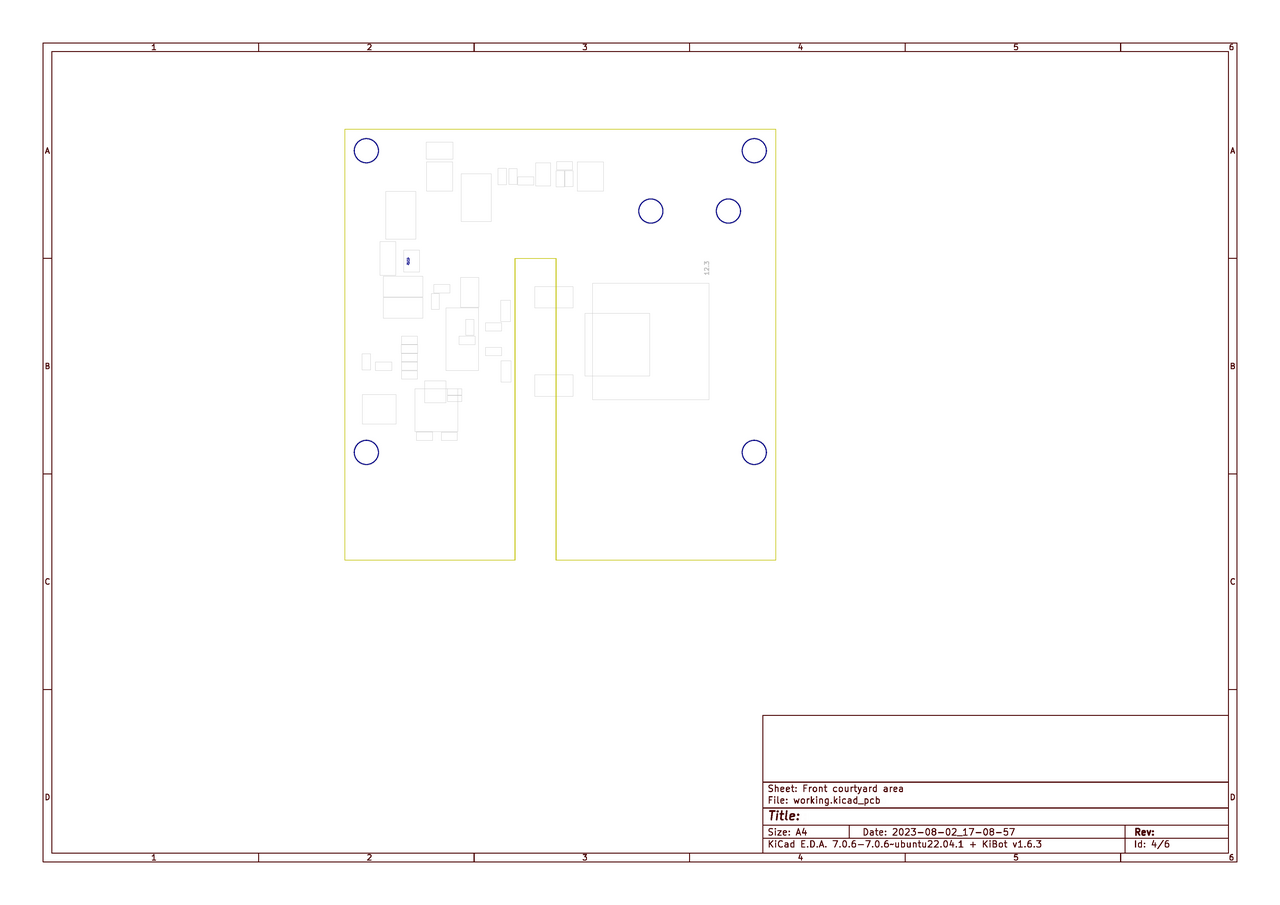 1 2 3 4 5 6
A A
12.3
B B
C C
D D
Sheet: Front courtyard area
File: working.kicad_pcb
Title:
Size: A4 Date: 2023-08-02_17-08-57 Rev:
KiCad E.D.A. 7.0.6-7.0.6~ubuntu22.04.1 + KiBot v1.6.3 Id: 4/6
1 2 3 4 5 6